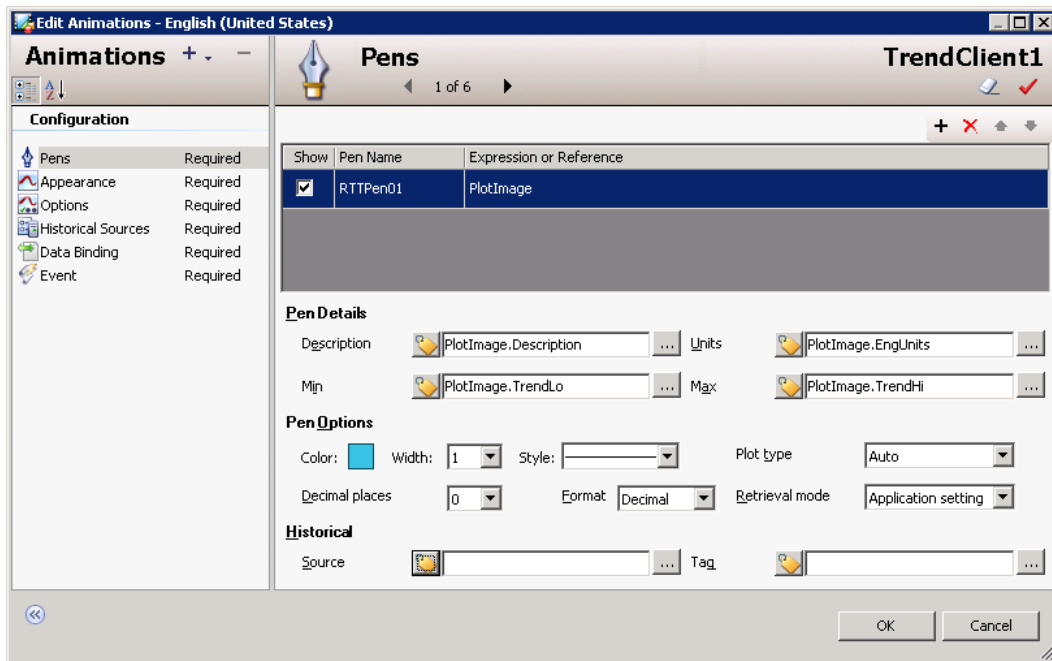 Edit Animations - English (United States)
Animations
Pens
TrendClient1
1 of 6
Configuration
Pens Required
Appearance Required
Options Required
Historical Sources Required
Data Binding Required
Event Required
Show Pen Name Expression or Reference
RTTPen01 PlotImage
Pen Details
Description PlotImage.Description ... Units PlotImage.EngUnits ...
Min PlotImage.TrendLo ... Max PlotImage.TrendHi ...
Pen Options
Color: Width: 1 Style: Plot type Auto
Decimal places 0 Format Decimal Retrieval mode Application setting
Historical
Source ... Tag ...
OK Cancel